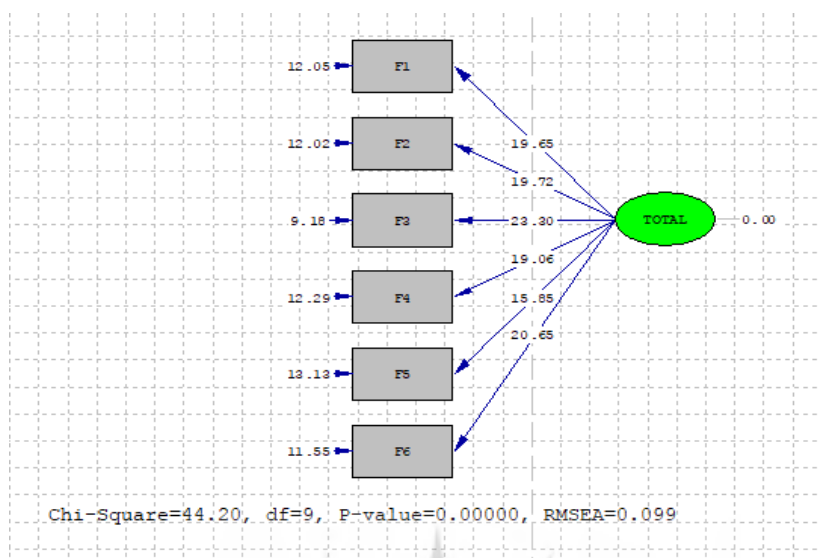 12.05 F1
19.65
12.02 F2
19.72
9.18 F3 23.30 TOTAL 0.00
19.06
12.29 F4 15.85
20.65
13.13 F5
11.55 F6
Chi-Square=44.20, df=9, P-value=0.00000, RMSEA=0.099